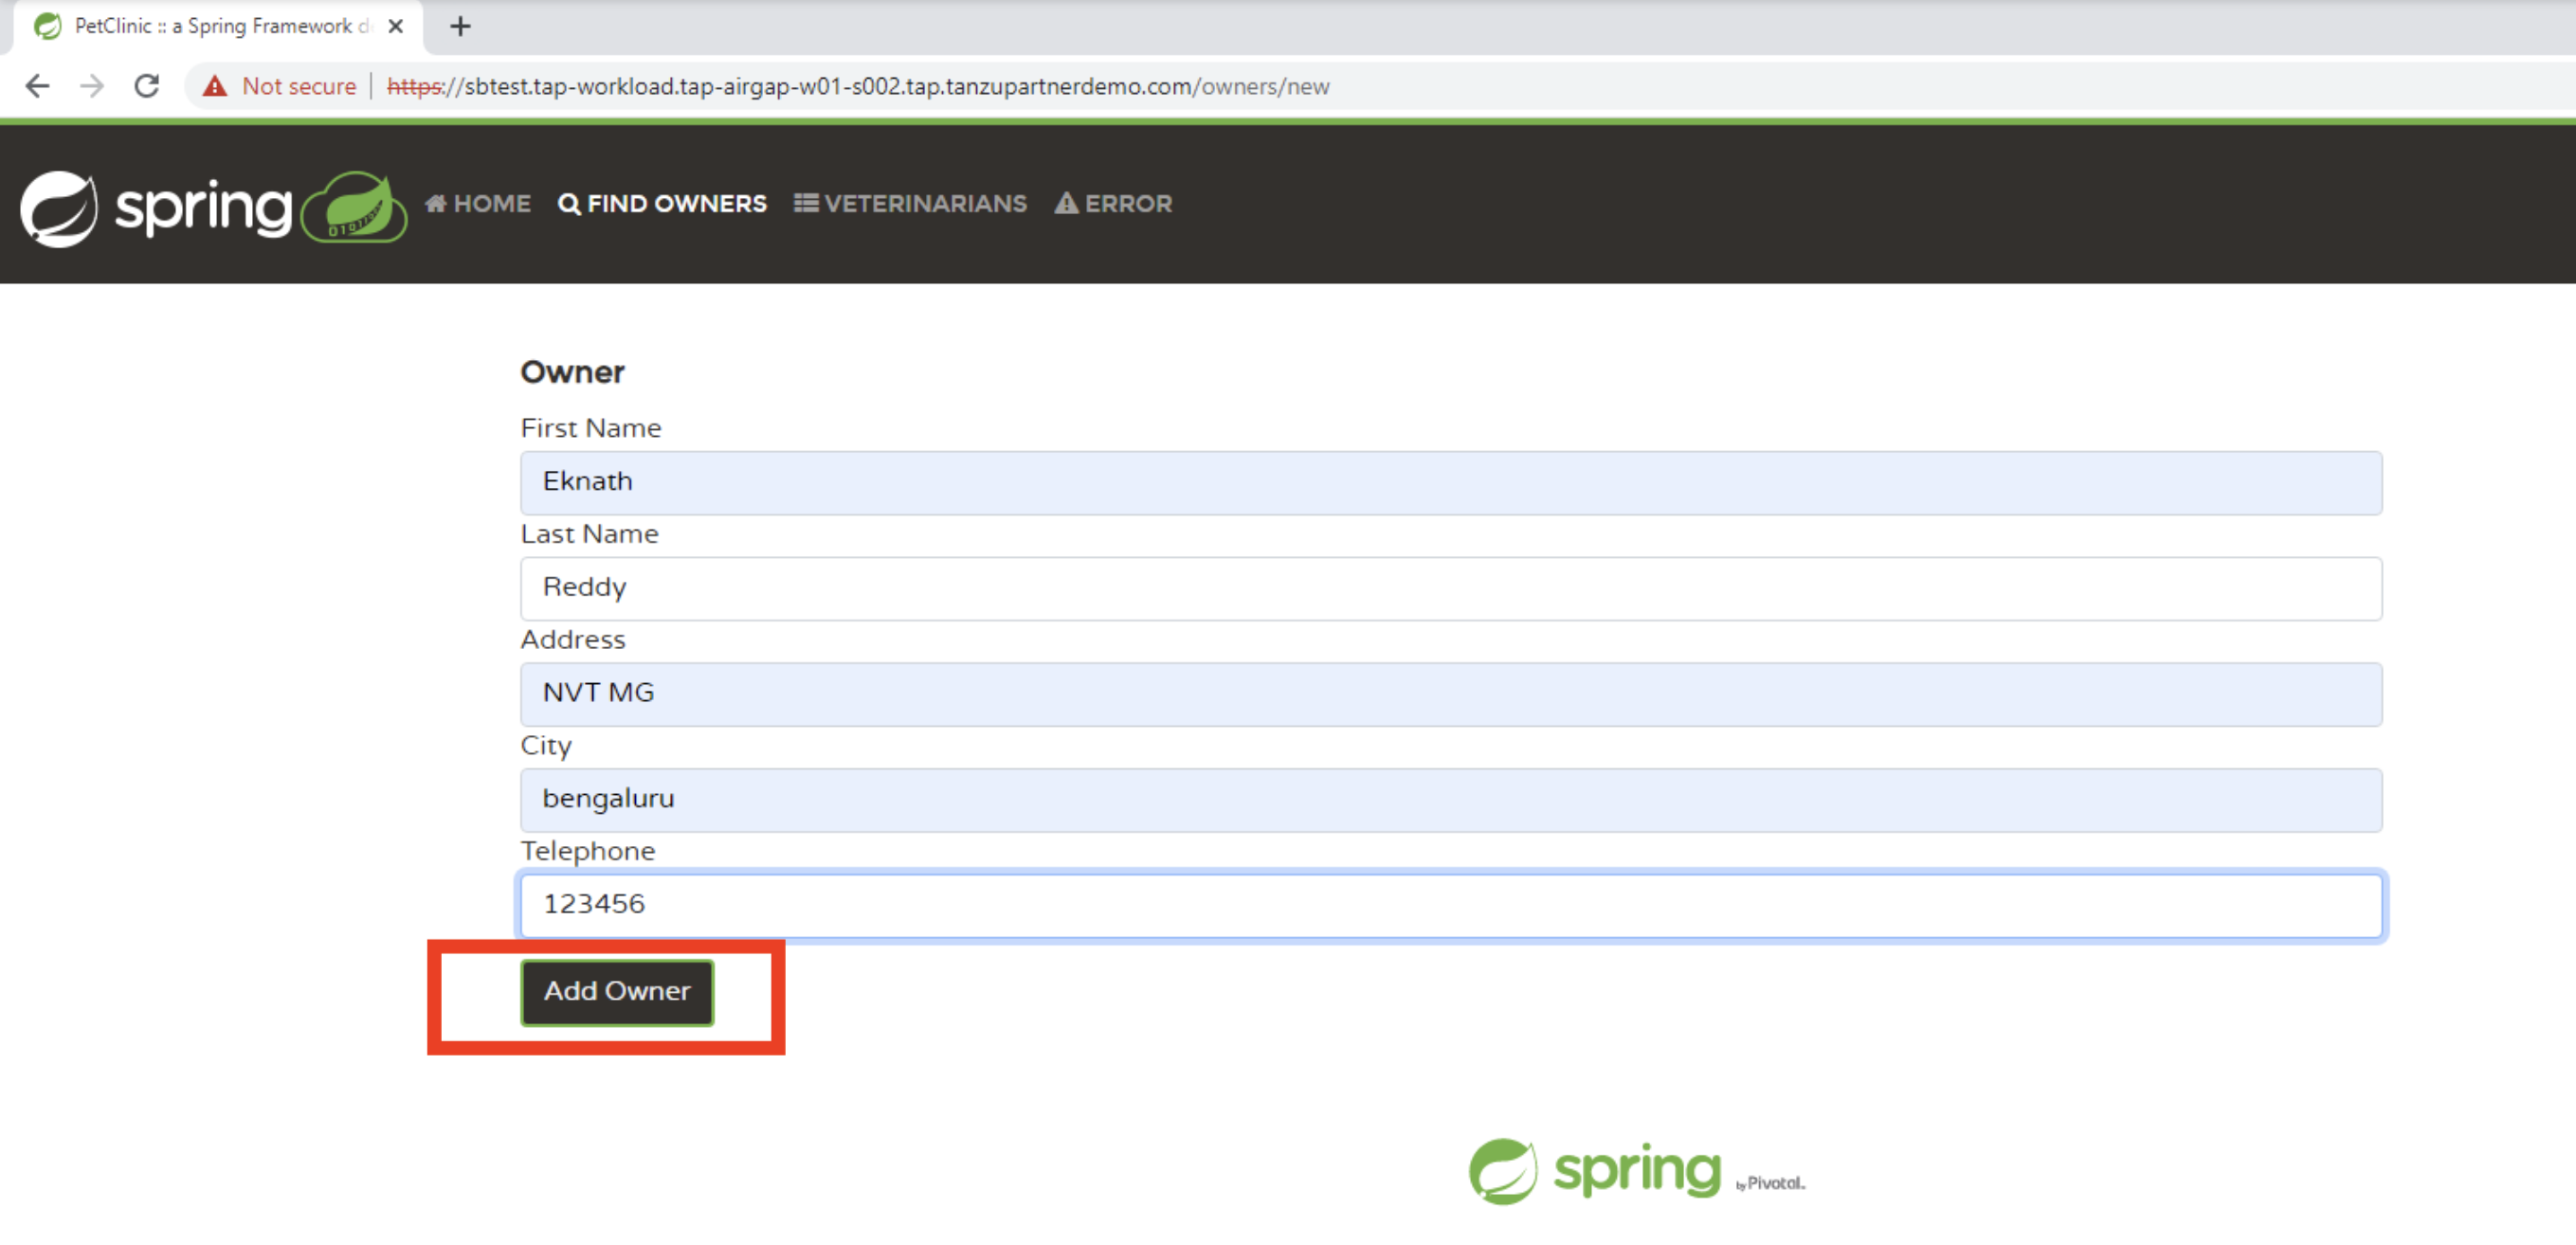 PetClinic :: a Spring Framework d
Not secure | https://sbtest.tap-workload.tap-airgap-w01-s002.tap.tanzupartnerdemo.com/owners/new
spring HOME FIND OWNERS VETERINARIANS ERROR
Owner
First Name
Eknath
Last Name
Reddy
Address
NVT MG
City
bengaluru
Telephone
123456
Add Owner
spring by Pivotal